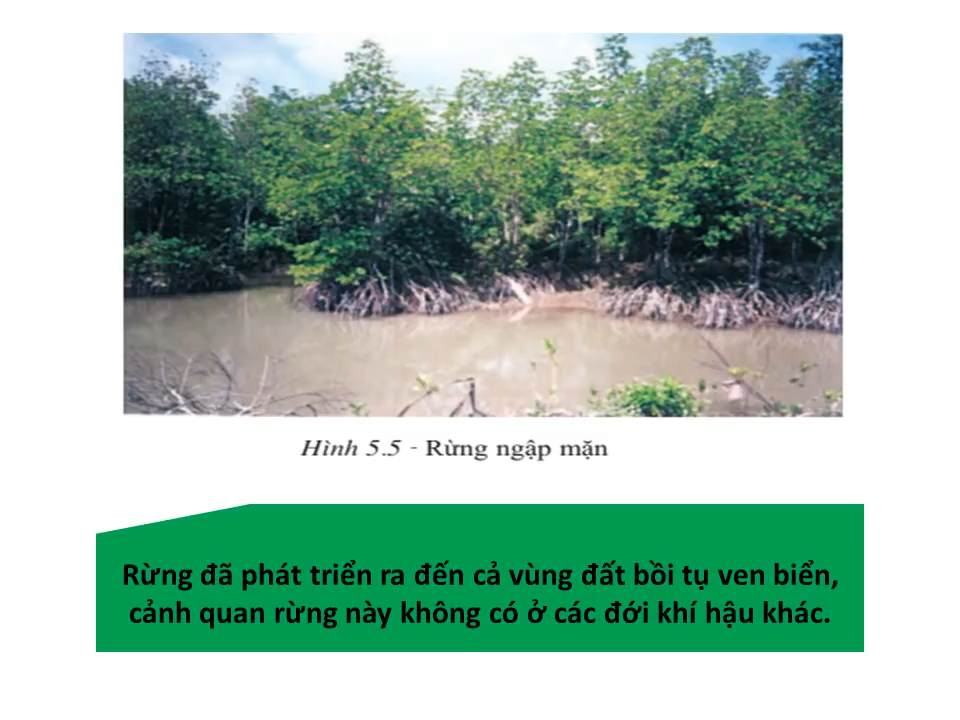 Hình 5.5 - Rừng ngập mặn
Rừng đã phát triển ra đến cả vùng đất bồi tụ ven biển,
cảnh quan rừng này không có ở các đới khí hậu khác.